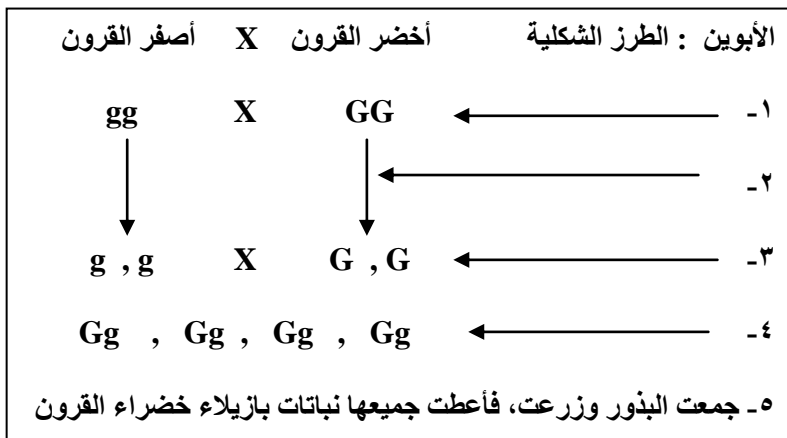 الأبوين : الطرز الشكلية أخضر القرون X أصفر القرون
١- GG X gg
٢-
٣- G , G X g , g
٤- Gg , Gg , Gg , Gg
٥- جمعت البذور وزرعت، فأعطت جميعها نباتات بازيلاء خضراء القرون